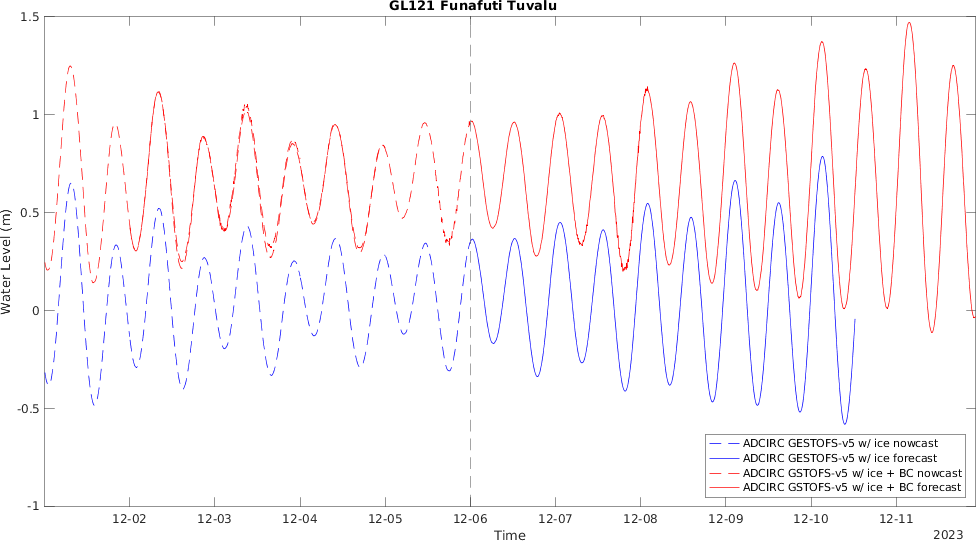 GL121 Funafuti Tuvalu
1.5
1
0.5
0
-0.5
-1
Water Level (m)
12-02 12-03 12-04 12-05 12-06 12-07 12-08 12-09 12-10 12-11
Time
2023
ADCIRC GESTOFS-v5 w/ ice nowcast
ADCIRC GESTOFS-v5 w/ ice forecast
ADCIRC GSTOFS-v5 w/ ice + BC nowcast
ADCIRC GSTOFS-v5 w/ ice + BC forecast